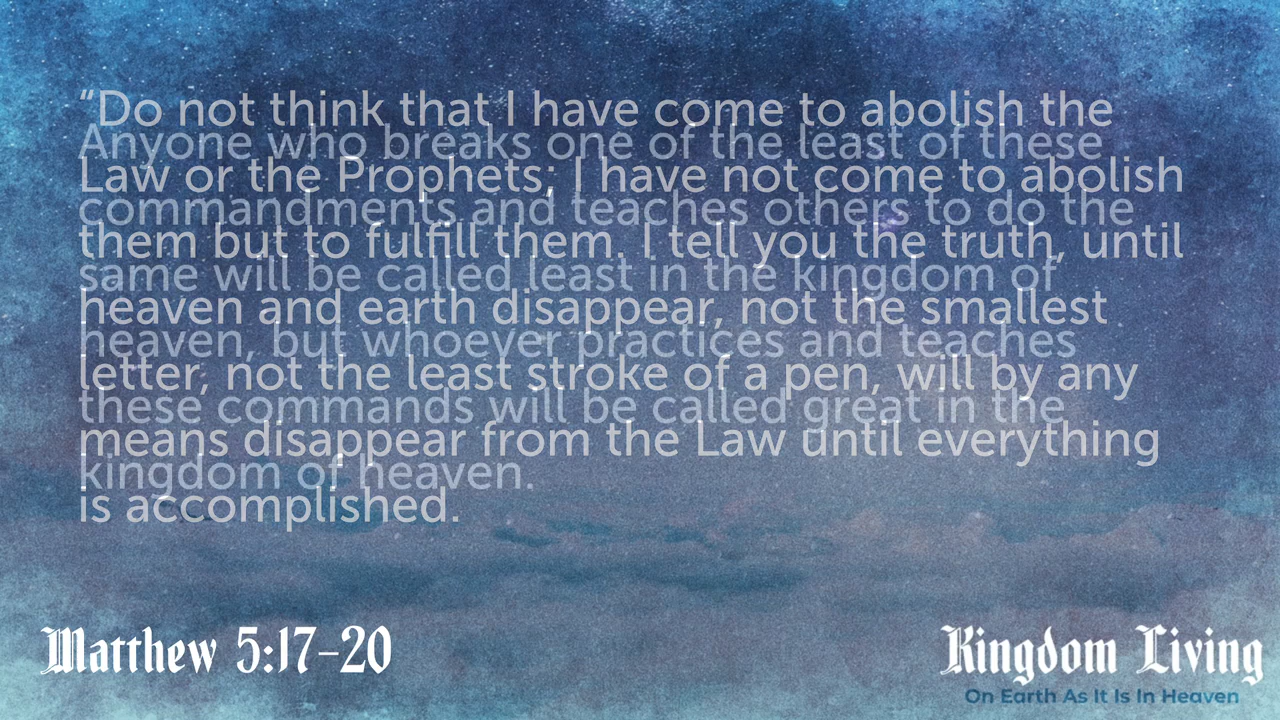 “Do not think that I have come to abolish the
Law or the Prophets; I have not come to abolish
them but to fulfill them. I tell you the truth, until
heaven and earth disappear, not the smallest
letter, not the least stroke of a pen, will by any
means disappear from the Law until everything
is accomplished.
Anyone who breaks one of the least of these
commandments and teaches others to do the
same will be called least in the kingdom of
heaven, but whoever practices and teaches
these commands will be called great in the
kingdom of heaven.
Matthew 5:17-20
Kingdom Living
On Earth As It Is In Heaven